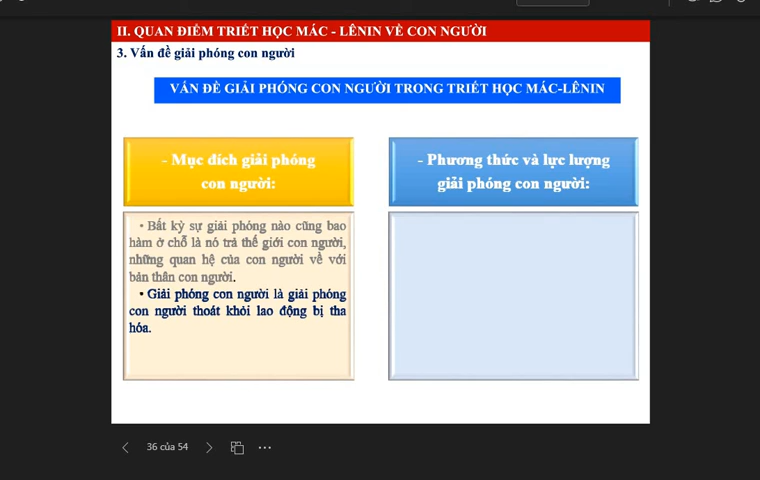 II. QUAN ĐIỂM TRIẾT HỌC MÁC - LÊNIN VỀ CON NGƯỜI
3. Vấn đề giải phóng con người
VẤN ĐỀ GIẢI PHÓNG CON NGƯỜI TRONG TRIẾT HỌC MÁC-LÊNIN
- Mục đích giải phóng
con người:
• Bất kỳ sự giải phóng nào cũng bao
hàm ở chỗ là nó trả thế giới con người,
những quan hệ của con người về với
bản thân con người.
• Giải phóng con người là giải phóng
con người thoát khỏi lao động bị tha
hóa.
- Phương thức và lực lượng
giải phóng con người:
36 của 54